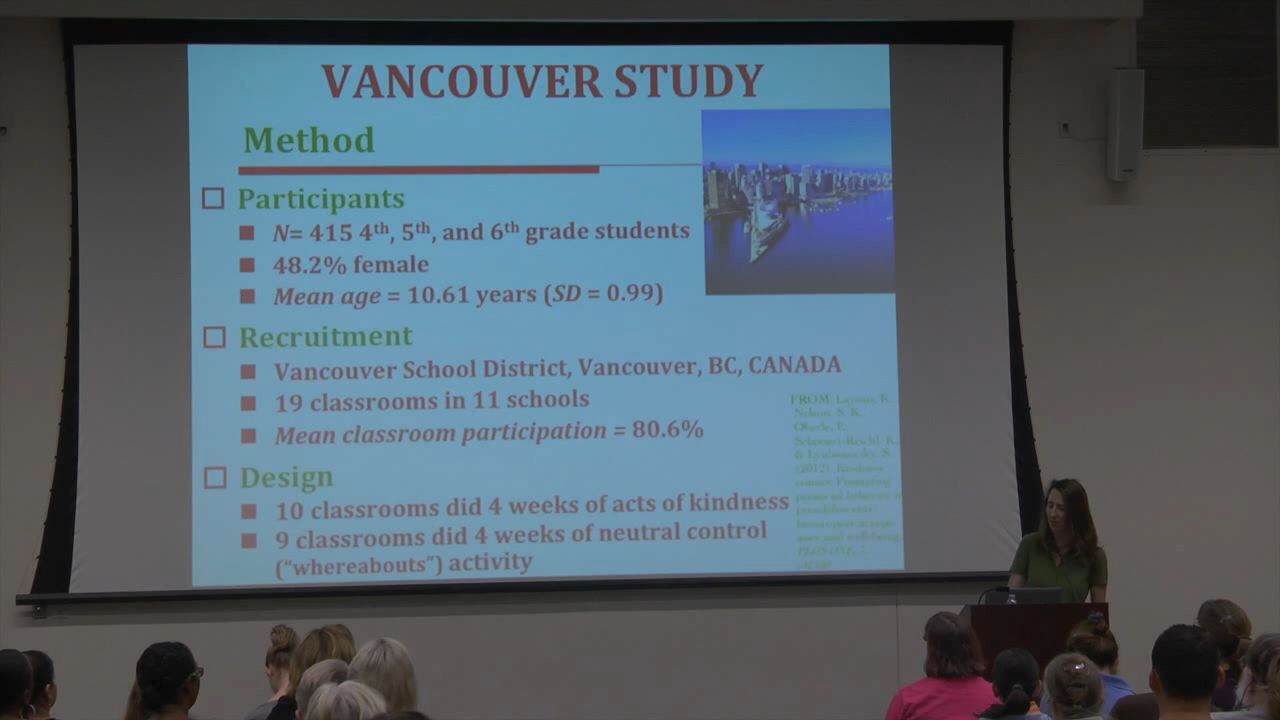 VANCOUVER STUDY
Method
Participants
N= 415 4th, 5th, and 6th grade students
48.2% female
Mean age = 10.61 years (SD = 0.99)
Recruitment
Vancouver School District, Vancouver, BC, CANADA
19 classrooms in 11 schools
Mean classroom participation = 80.6%
Design
10 classrooms did 4 weeks of acts of kindness
9 classrooms did 4 weeks of neutral control
("whereabouts") activity
FROM: Layous, K.
Nelson, S. K.
Oberle, E.
Schonert-Reichl, K.
& Lyubomirsky, S.
(2012). Kindness